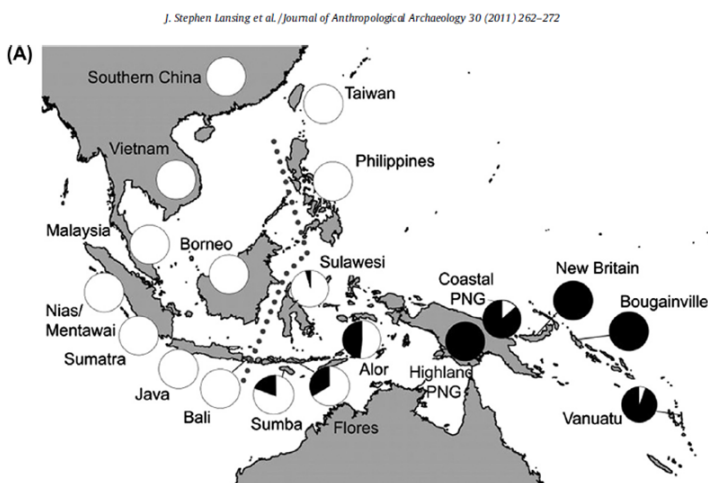 J. Stephen Lansing et al. / Journal of Anthropological Archaeology 30 (2011) 262–272
(A)
Southern China
Taiwan
Vietnam
Philippines
Malaysia
Borneo
Sulawesi
Coastal
PNG
New Britain
Bougainville
Nias/
Mentawai
Sumatra
Java
Bali
Sumba
Flores
Alor
Highland
PNG
Vanuatu